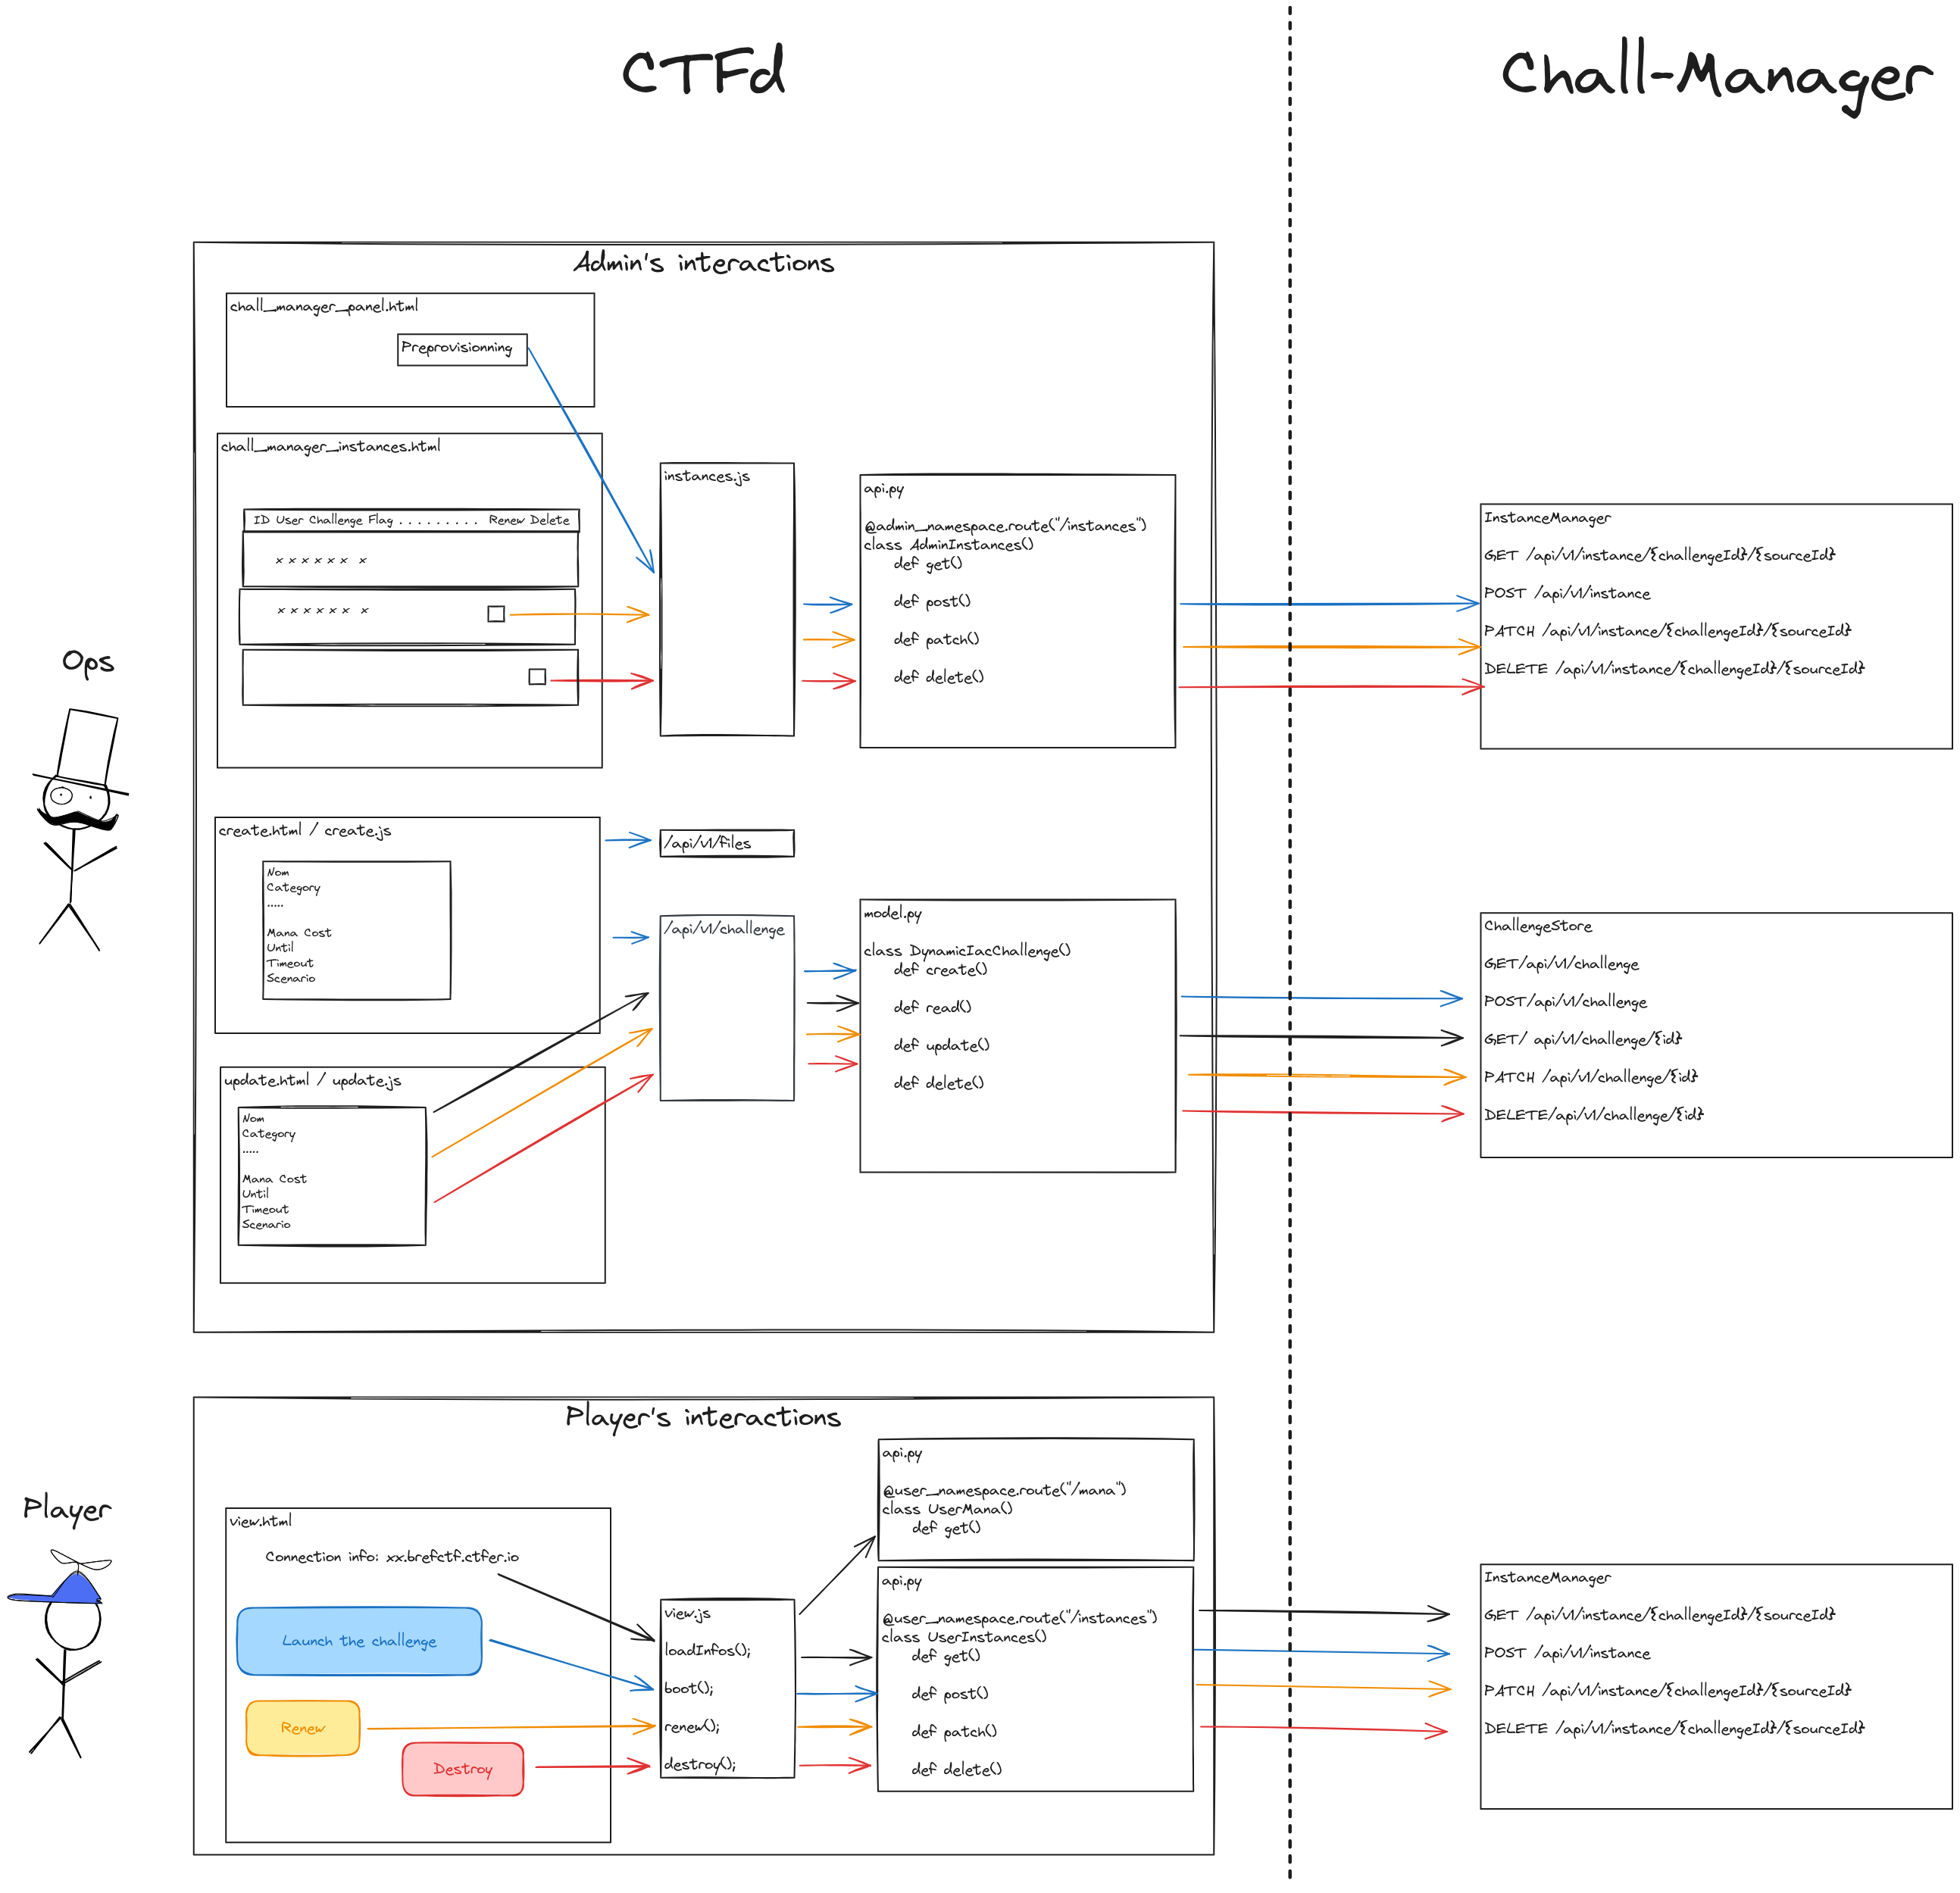 CTFd
Chall-Manager
Admin's interactions
chall_manager_panel.html
Preprovisionning
chall_manager_instances.html
ID User Challenge Flag . . . . . . . . . Renew Delete
x x x x x x x
x x x x x x x
instances.js
api.py
@admin_namespace.route("/instances")
class AdminInstances()
def get()
def post()
def patch()
def delete()
InstanceManager
GET /api/v1/instance/{challengeId}/{sourceId}
POST /api/v1/instance
PATCH /api/v1/instance/{challengeId}/{sourceId}
DELETE /api/v1/instance/{challengeId}/{sourceId}
Ops
create.html / create.js
Nom
Category
.....
Mana Cost
Until
Timeout
Scenario
/api/v1/files
/api/v1/challenge
model.py
class DynamicIacChallenge()
def create()
def read()
def update()
def delete()
ChallengeStore
GET/api/v1/challenge
POST/api/v1/challenge
GET/ api/v1/challenge/{id}
PATCH /api/v1/challenge/{id}
DELETE/api/v1/challenge/{id}
update.html / update.js
Nom
Category
.....
Mana Cost
Until
Timeout
Scenario
Player's interactions
Player
view.html
Connection info: xx.brefctf.ctfer.io
Launch the challenge
Renew
Destroy
view.js
loadInfos();
boot();
renew();
destroy();
api.py
@user_namespace.route("/mana")
class UserMana()
def get()
api.py
@user_namespace.route("/instances")
class UserInstances()
def get()
def post()
def patch()
def delete()
InstanceManager
GET /api/v1/instance/{challengeId}/{sourceId}
POST /api/v1/instance
PATCH /api/v1/instance/{challengeId}/{sourceId}
DELETE /api/v1/instance/{challengeId}/{sourceId}